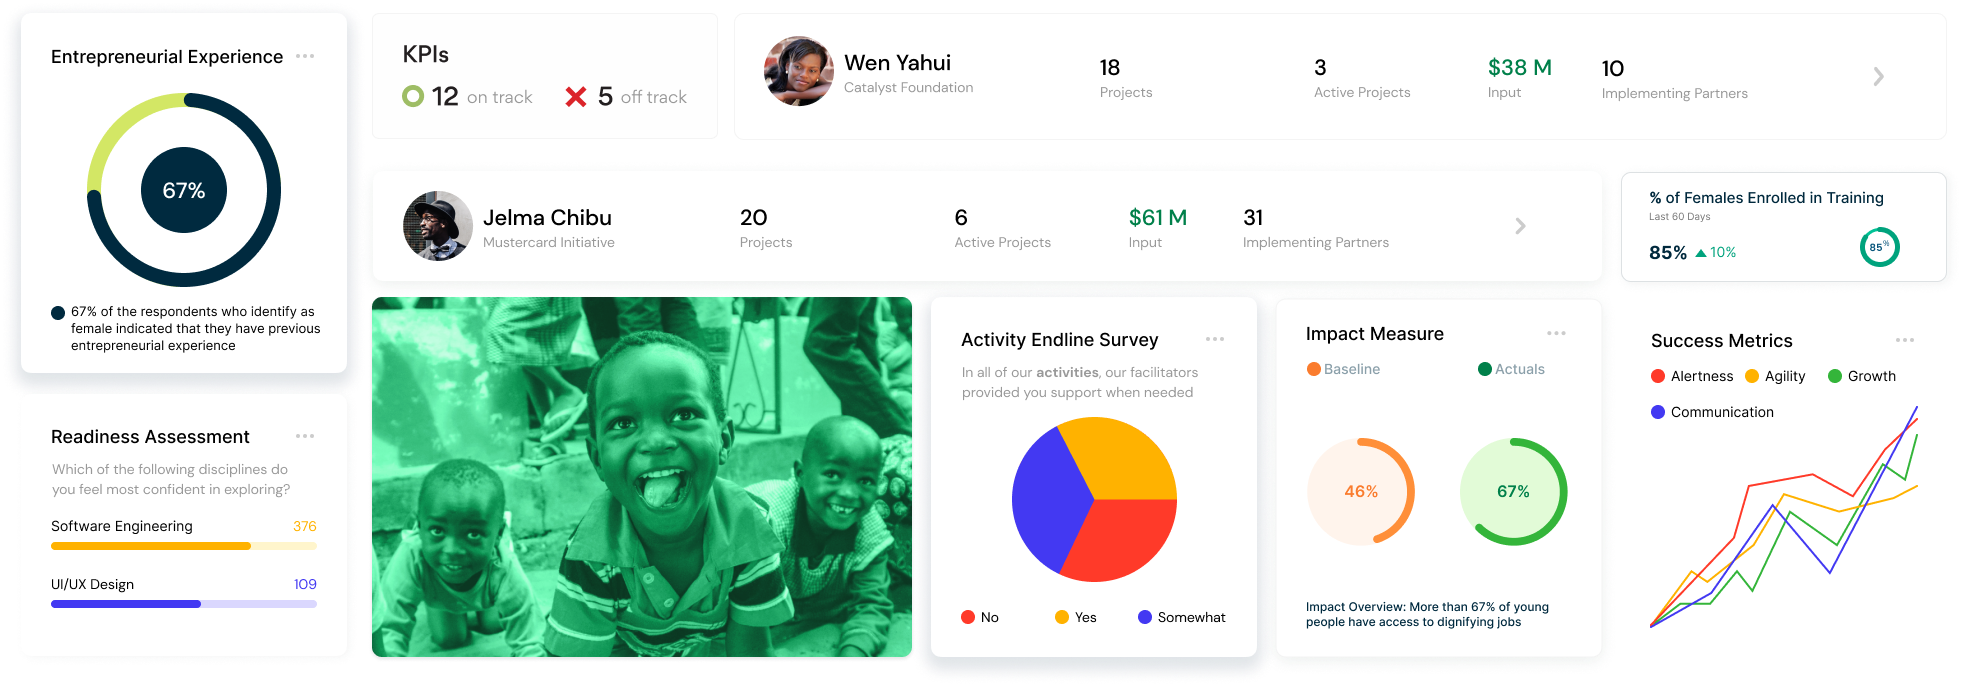 Entrepreneurial Experience
67%
67% of the respondents who identify as
female indicated that they have previous
entrepreneurial experience
KPIs
12 on track
5 off track
Wen Yahui
Catalyst Foundation
18
Projects
3
Active Projects
$38 M
Input
10
Implementing Partners
Jelma Chibu
Mustercard Initiative
20
Projects
6
Active Projects
$61 M
Input
31
Implementing Partners
% of Females Enrolled in Training
Last 60 Days
85% 10%
85%
Readiness Assessment
Which of the following disciplines do
you feel most confident in exploring?
Software Engineering 376
UI/UX Design 109
Activity Endline Survey
In all of our activities, our facilitators
provided you support when needed
No Yes Somewhat
Impact Measure
Baseline Actuals
46% 67%
Impact Overview: More than 67% of young
people have access to dignifying jobs
Success Metrics
Alertness Agility Growth
Communication